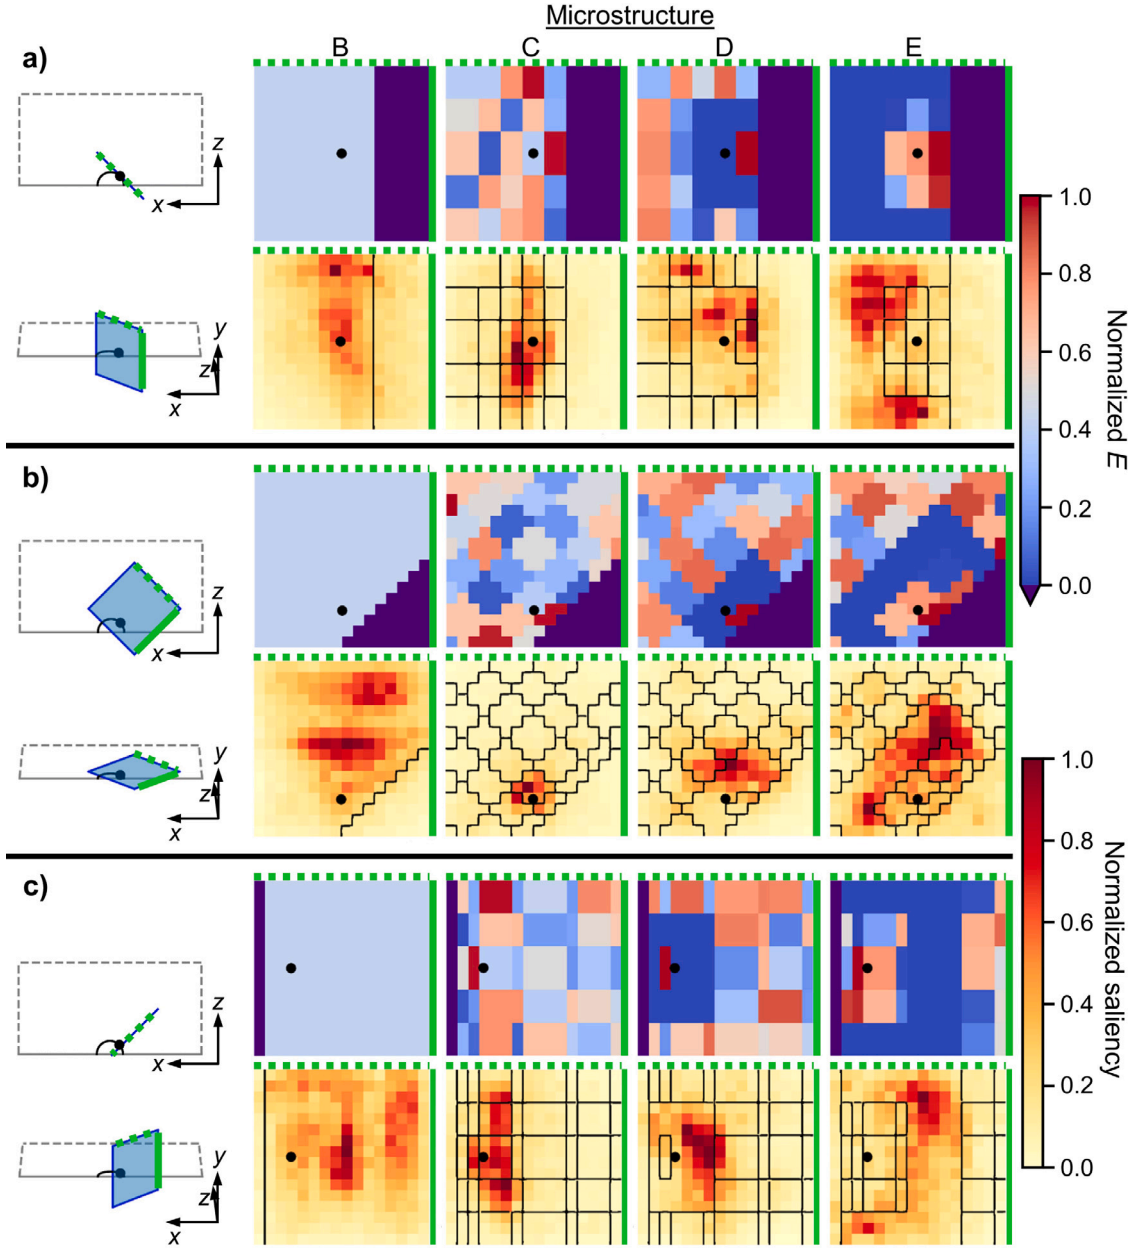 Microstructure
B C D E
a)
z
x
y
z
x
1.0
0.8
0.6
0.4
0.2
0.0
Normalized E
b)
z
x
y
z
x
1.0
0.8
0.6
0.4
0.2
0.0
Normalized saliency
c)
z
x
y
z
x